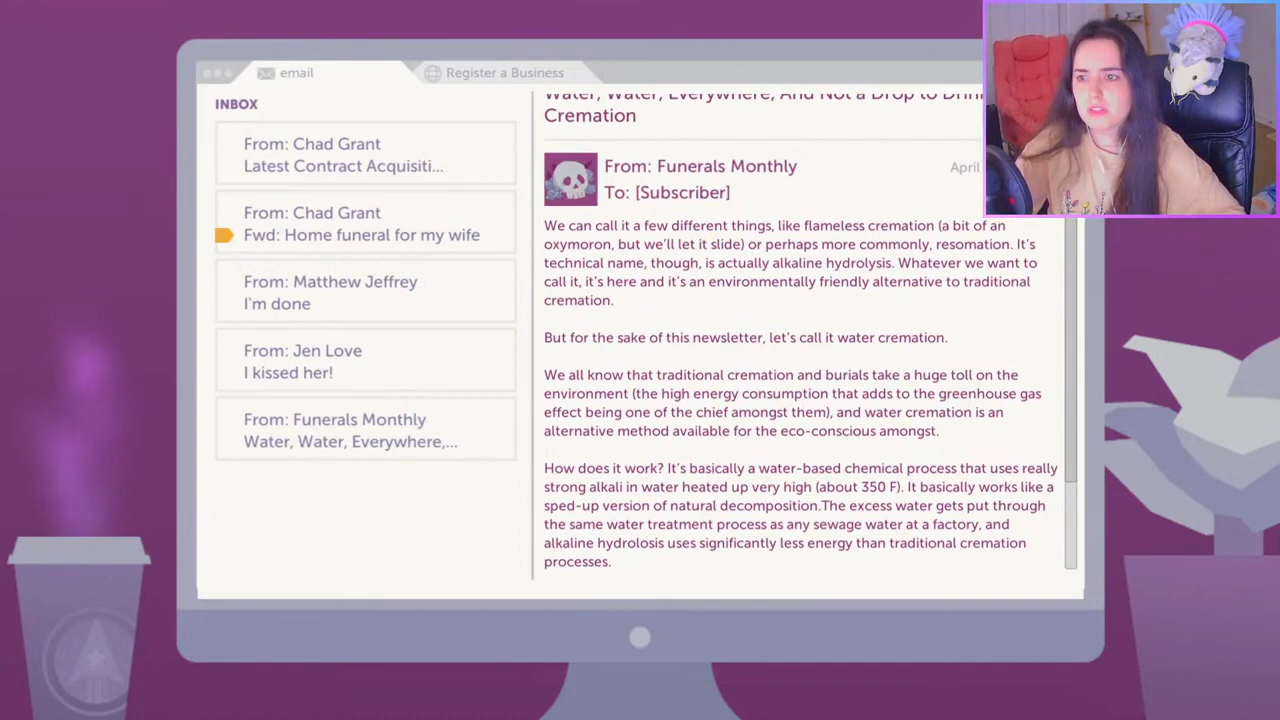 email
Register a Business
INBOX
From: Chad Grant
Latest Contract Acquisiti...
From: Chad Grant
Fwd: Home funeral for my wife
From: Matthew Jeffrey
I'm done
From: Jen Love
I kissed her!
From: Funerals Monthly
Water, Water, Everywhere,...
Water, Water, Everywhere, And Not a Drop to
Cremation
From: Funerals Monthly
April
To: [Subscriber]
We can call it a few different things, like flameless cremation (a bit of an
oxymoron, but we'll let it slide) or perhaps more commonly, resomation. It's
technical name, though, is actually alkaline hydrolysis. Whatever we want to
call it, it's here and it's an environmentally friendly alternative to traditional
cremation.
But for the sake of this newsletter, let's call it water cremation.
We all know that traditional cremation and burials take a huge toll on the
environment (the high energy consumption that adds to the greenhouse gas
effect being one of the chief amongst them), and water cremation is an
alternative method available for the eco-conscious amongst.
How does it work? It's basically a water-based chemical process that uses really
strong alkali in water heated up very high (about 350 F). It basically works like a
sped-up version of natural decomposition.The excess water gets put through
the same water treatment process as any sewage water at a factory, and
alkaline hydrolosis uses significantly less energy than traditional cremation
processes.